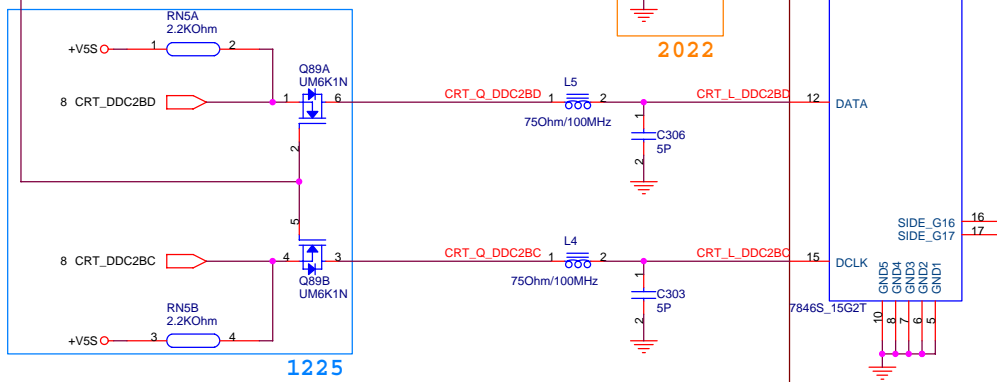 RN5A
2.2KOhm
+V5S 1 2
2022
Q89A
UM6K1N
8 CRT_DDC2BD 1 6 CRT_Q_DDC2BD 1 L5 2 CRT_L_DDC2BD 12 DATA
75Ohm/100MHz
1
C306
5P
2
2
5
SIDE_G16 16
SIDE_G17 17
8 CRT_DDC2BC 4 3 CRT_Q_DDC2BC 1 L4 2 CRT_L_DDC2BC 15 DCLK
Q89B
UM6K1N
75Ohm/100MHz
1
C303
5P
2
GND5 GND4 GND3 GND2 GND1
7846S_15G2T
10 8 7 6 5
RN5B
2.2KOhm
+V5S 3 4
1225